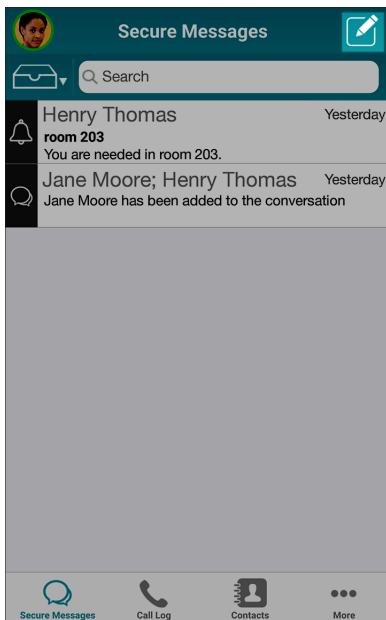 Secure Messages
Search
Henry Thomas Yesterday
room 203
You are needed in room 203.
Jane Moore; Henry Thomas Yesterday
Jane Moore has been added to the conversation
Secure Messages Call Log Contacts More